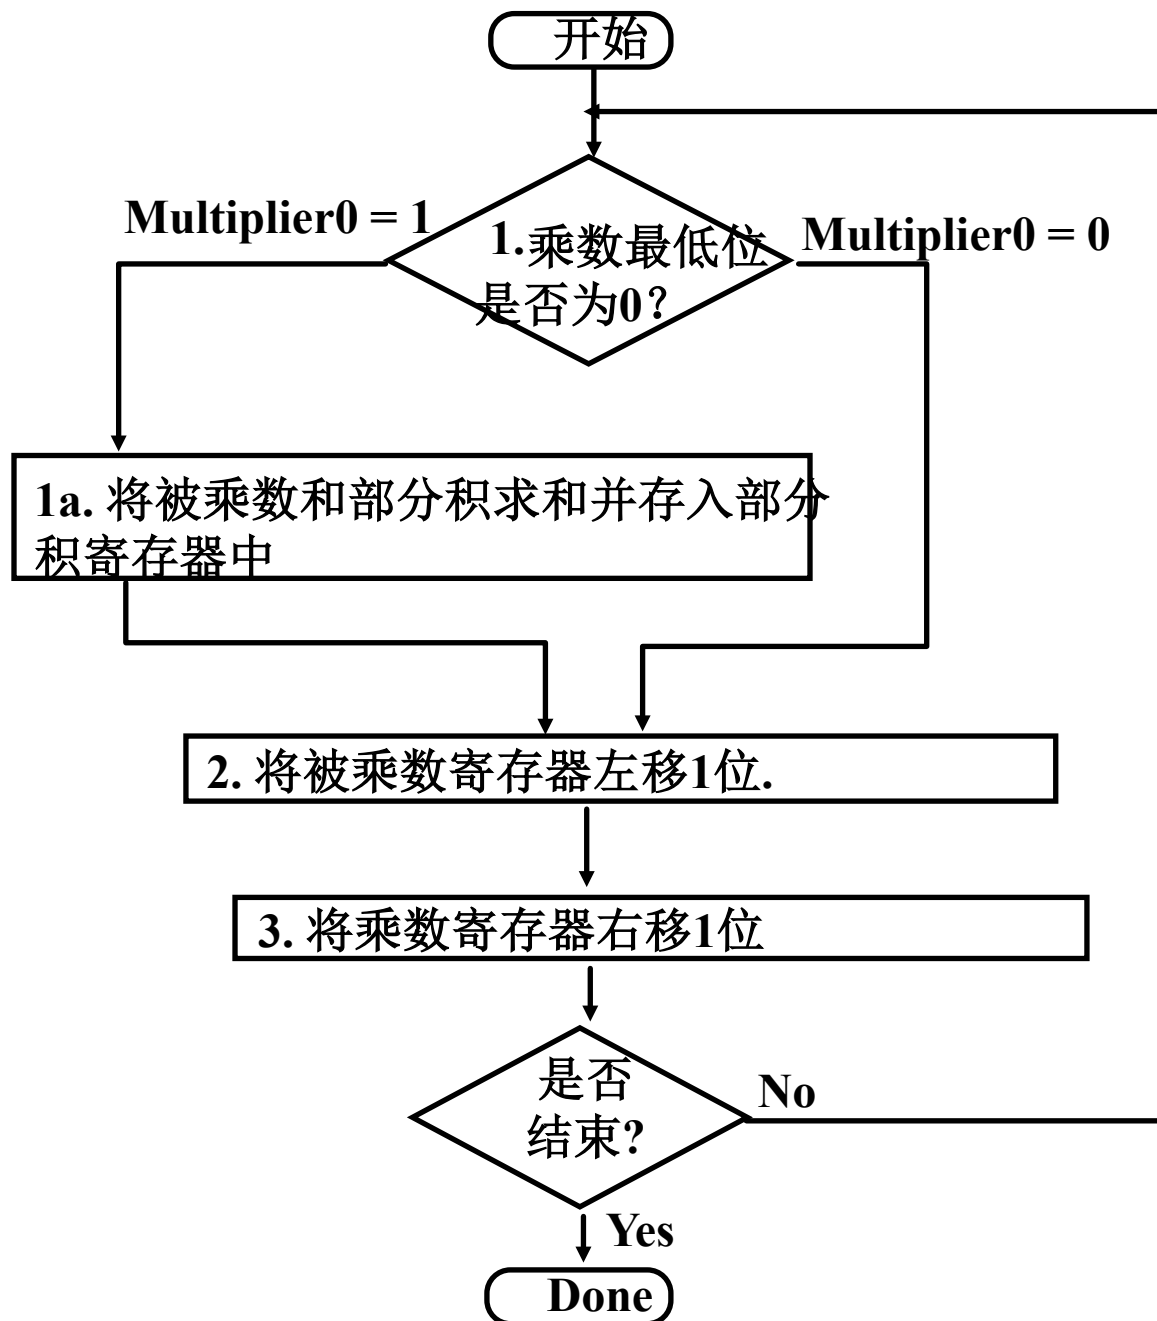 开始
Multiplier0 = 1
1.乘数最低位
是否为0？
Multiplier0 = 0
1a. 将被乘数和部分积求和并存入部分
积寄存器中
2. 将被乘数寄存器左移1位.
3. 将乘数寄存器右移1位
是否
结束?
No
Yes
Done